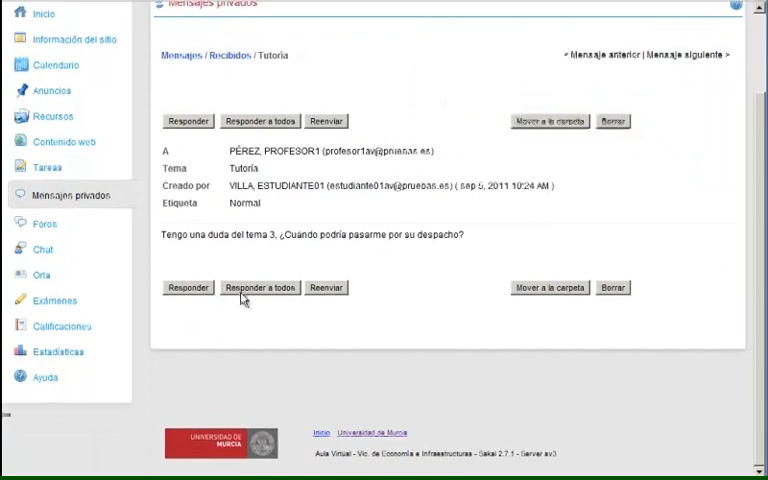 Mensajes privados
Inicio
Información del sitio
Calendario
Anuncios
Recursos
Contenido web
Tareas
Mensajes privados
Foros
Chat
Orla
Exámenes
Calificaciones
Estadísticas
Ayuda
Mensajes / Recibidos / Tutoría
< Mensaje anterior | Mensaje siguiente >
Responder Responder a todos Reenviar Mover a la carpeta Borrar
A PÉREZ, PROFESOR1 (profesor1av@pruebas.es)
Tema Tutoría
Creado por VILLA, ESTUDIANTE01 (estudiante01av@pruebas.es) ( sep 5, 2011 10:24 AM )
Etiqueta Normal
Tengo una duda del tema 3, ¿Cuándo podría pasarme por su despacho?
Responder Responder a todos Reenviar Mover a la carpeta Borrar
UNIVERSIDAD DE
MURCIA
Inicio Universidad de Murcia
Aula Virtual - Vic. de Economía e Infraestructuras - Sakai 2.7.1 - Server av3